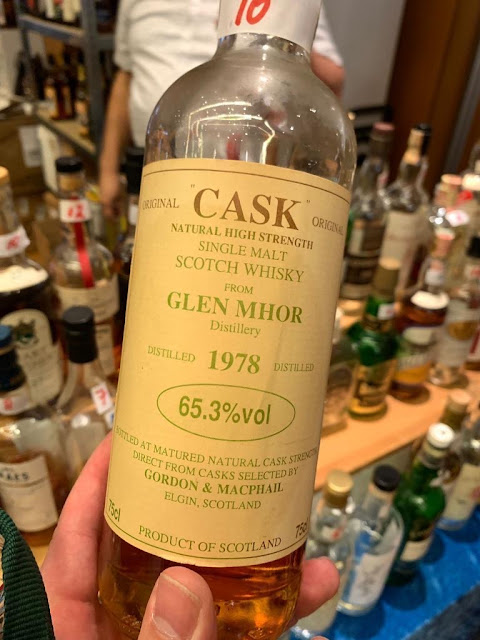 10
ORIGINAL "CASK" ORIGINAL
NATURAL HIGH STRENGTH
SINGLE MALT
SCOTCH WHISKY
FROM
GLEN MHOR
Distillery
DISTILLED 1978 DISTILLED
65.3%vol
BOTTLED AT MATURED NATURAL CASK STRENGTH
DIRECT FROM CASKS SELECTED BY
GORDON & MACPHAIL
ELGIN, SCOTLAND
75cl
75cl
PRODUCT OF SCOTLAND